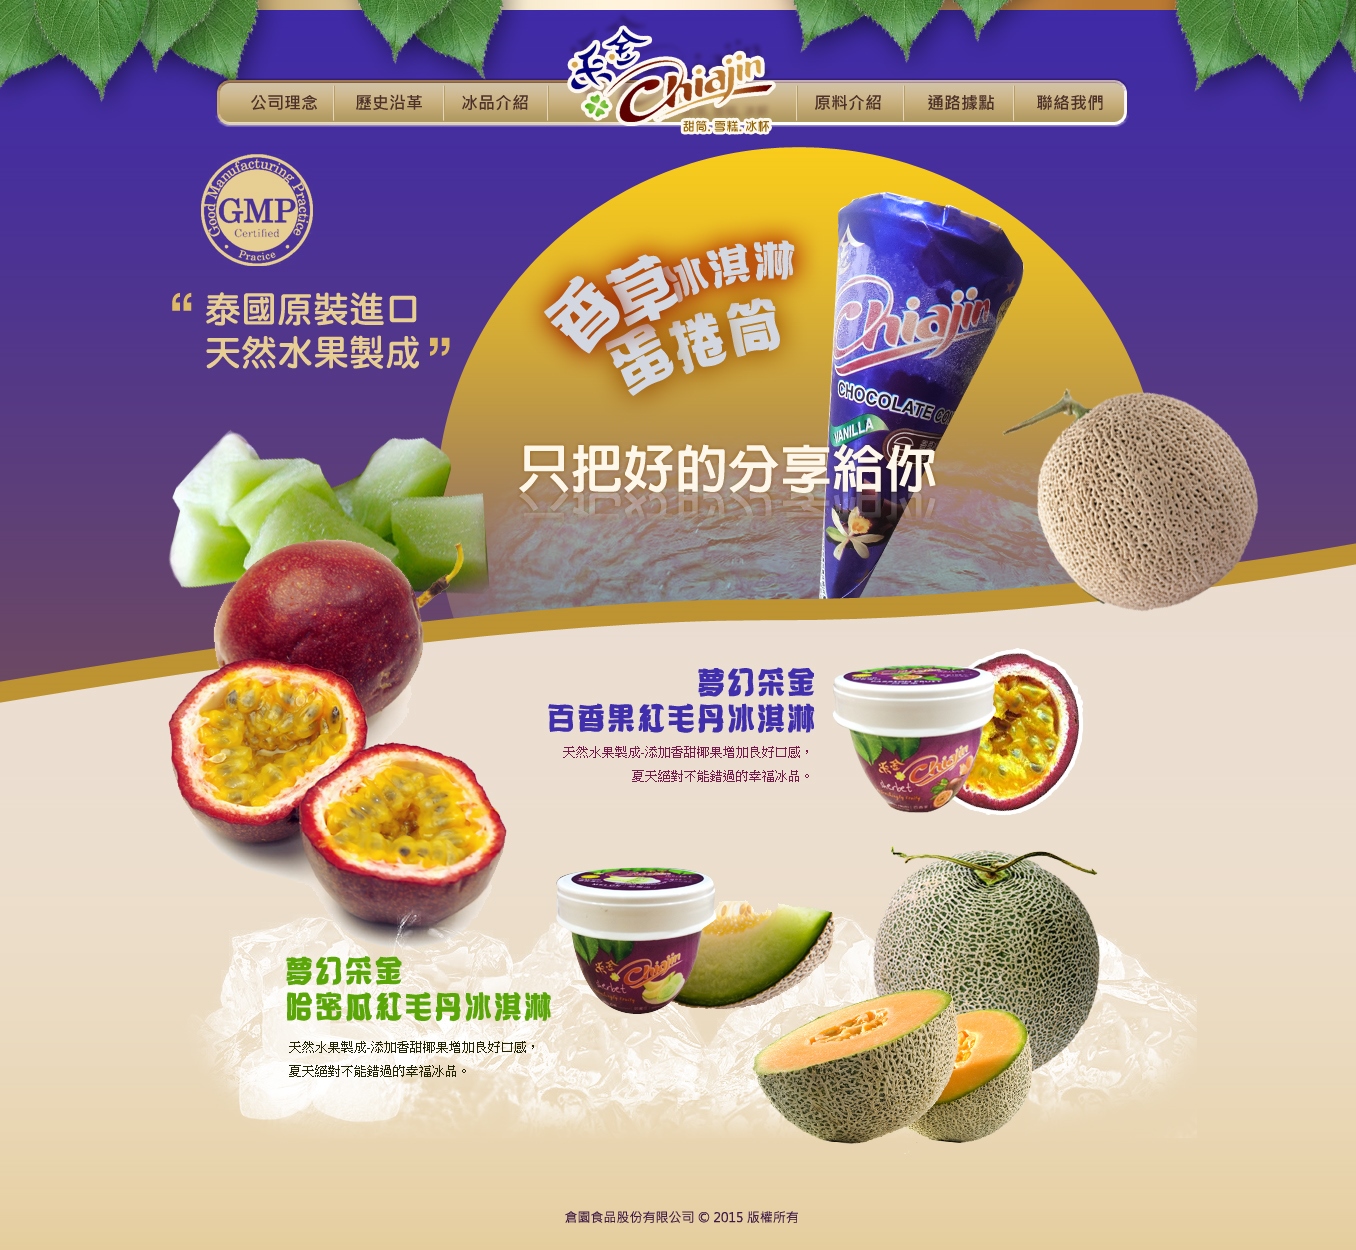 采金 Chiajin
甜筒、雪糕、冰杯
公司理念 歷史沿革 冰品介紹 原料介紹 通路據點 聯絡我們
Good Manufacturing Practice
GMP
Certified
Pracice
“ 泰國原裝進口
天然水果製成 ”
香草冰淇淋
蛋捲筒
Chiajin
CHOCOLATE CO
VANILLA
只把好的分享給你
夢幻采金
百香果紅毛丹冰淇淋
天然水果製成-添加香甜椰果增加良好口感，
夏天絕對不能錯過的幸福冰品。
采金 Chiajin
Sherbet
采金 Chiajin
Sherbet
夢幻采金
哈密瓜紅毛丹冰淇淋
天然水果製成-添加香甜椰果增加良好口感，
夏天絕對不能錯過的幸福冰品。
倉園食品股份有限公司 © 2015 版權所有